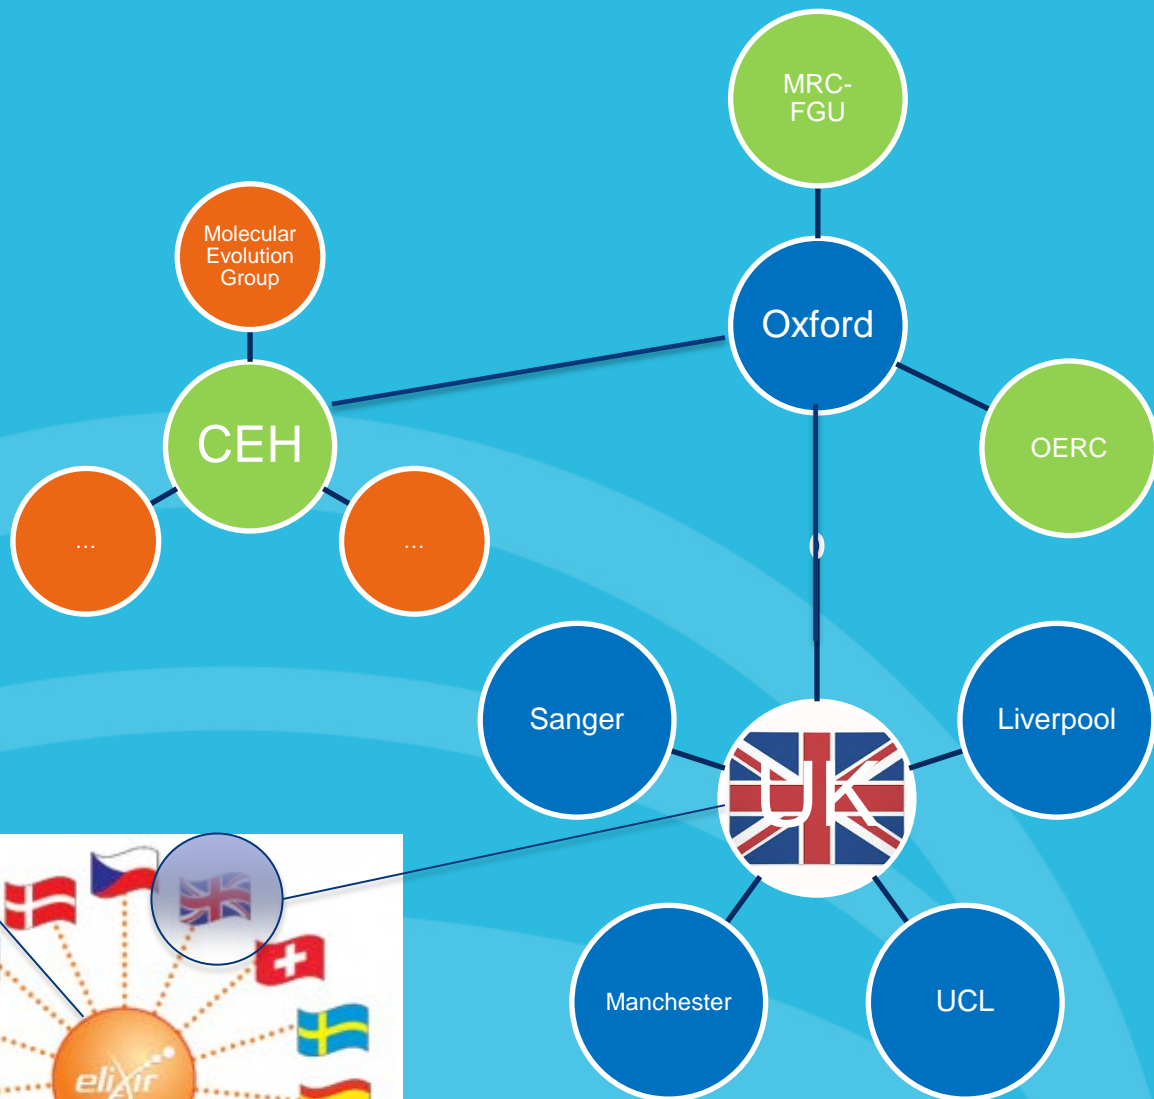 MRC-
FGU
Molecular
Evolution
Group
Oxford
CEH
OERC
...
...
Sanger
Liverpool
UK
Manchester
UCL
elixir